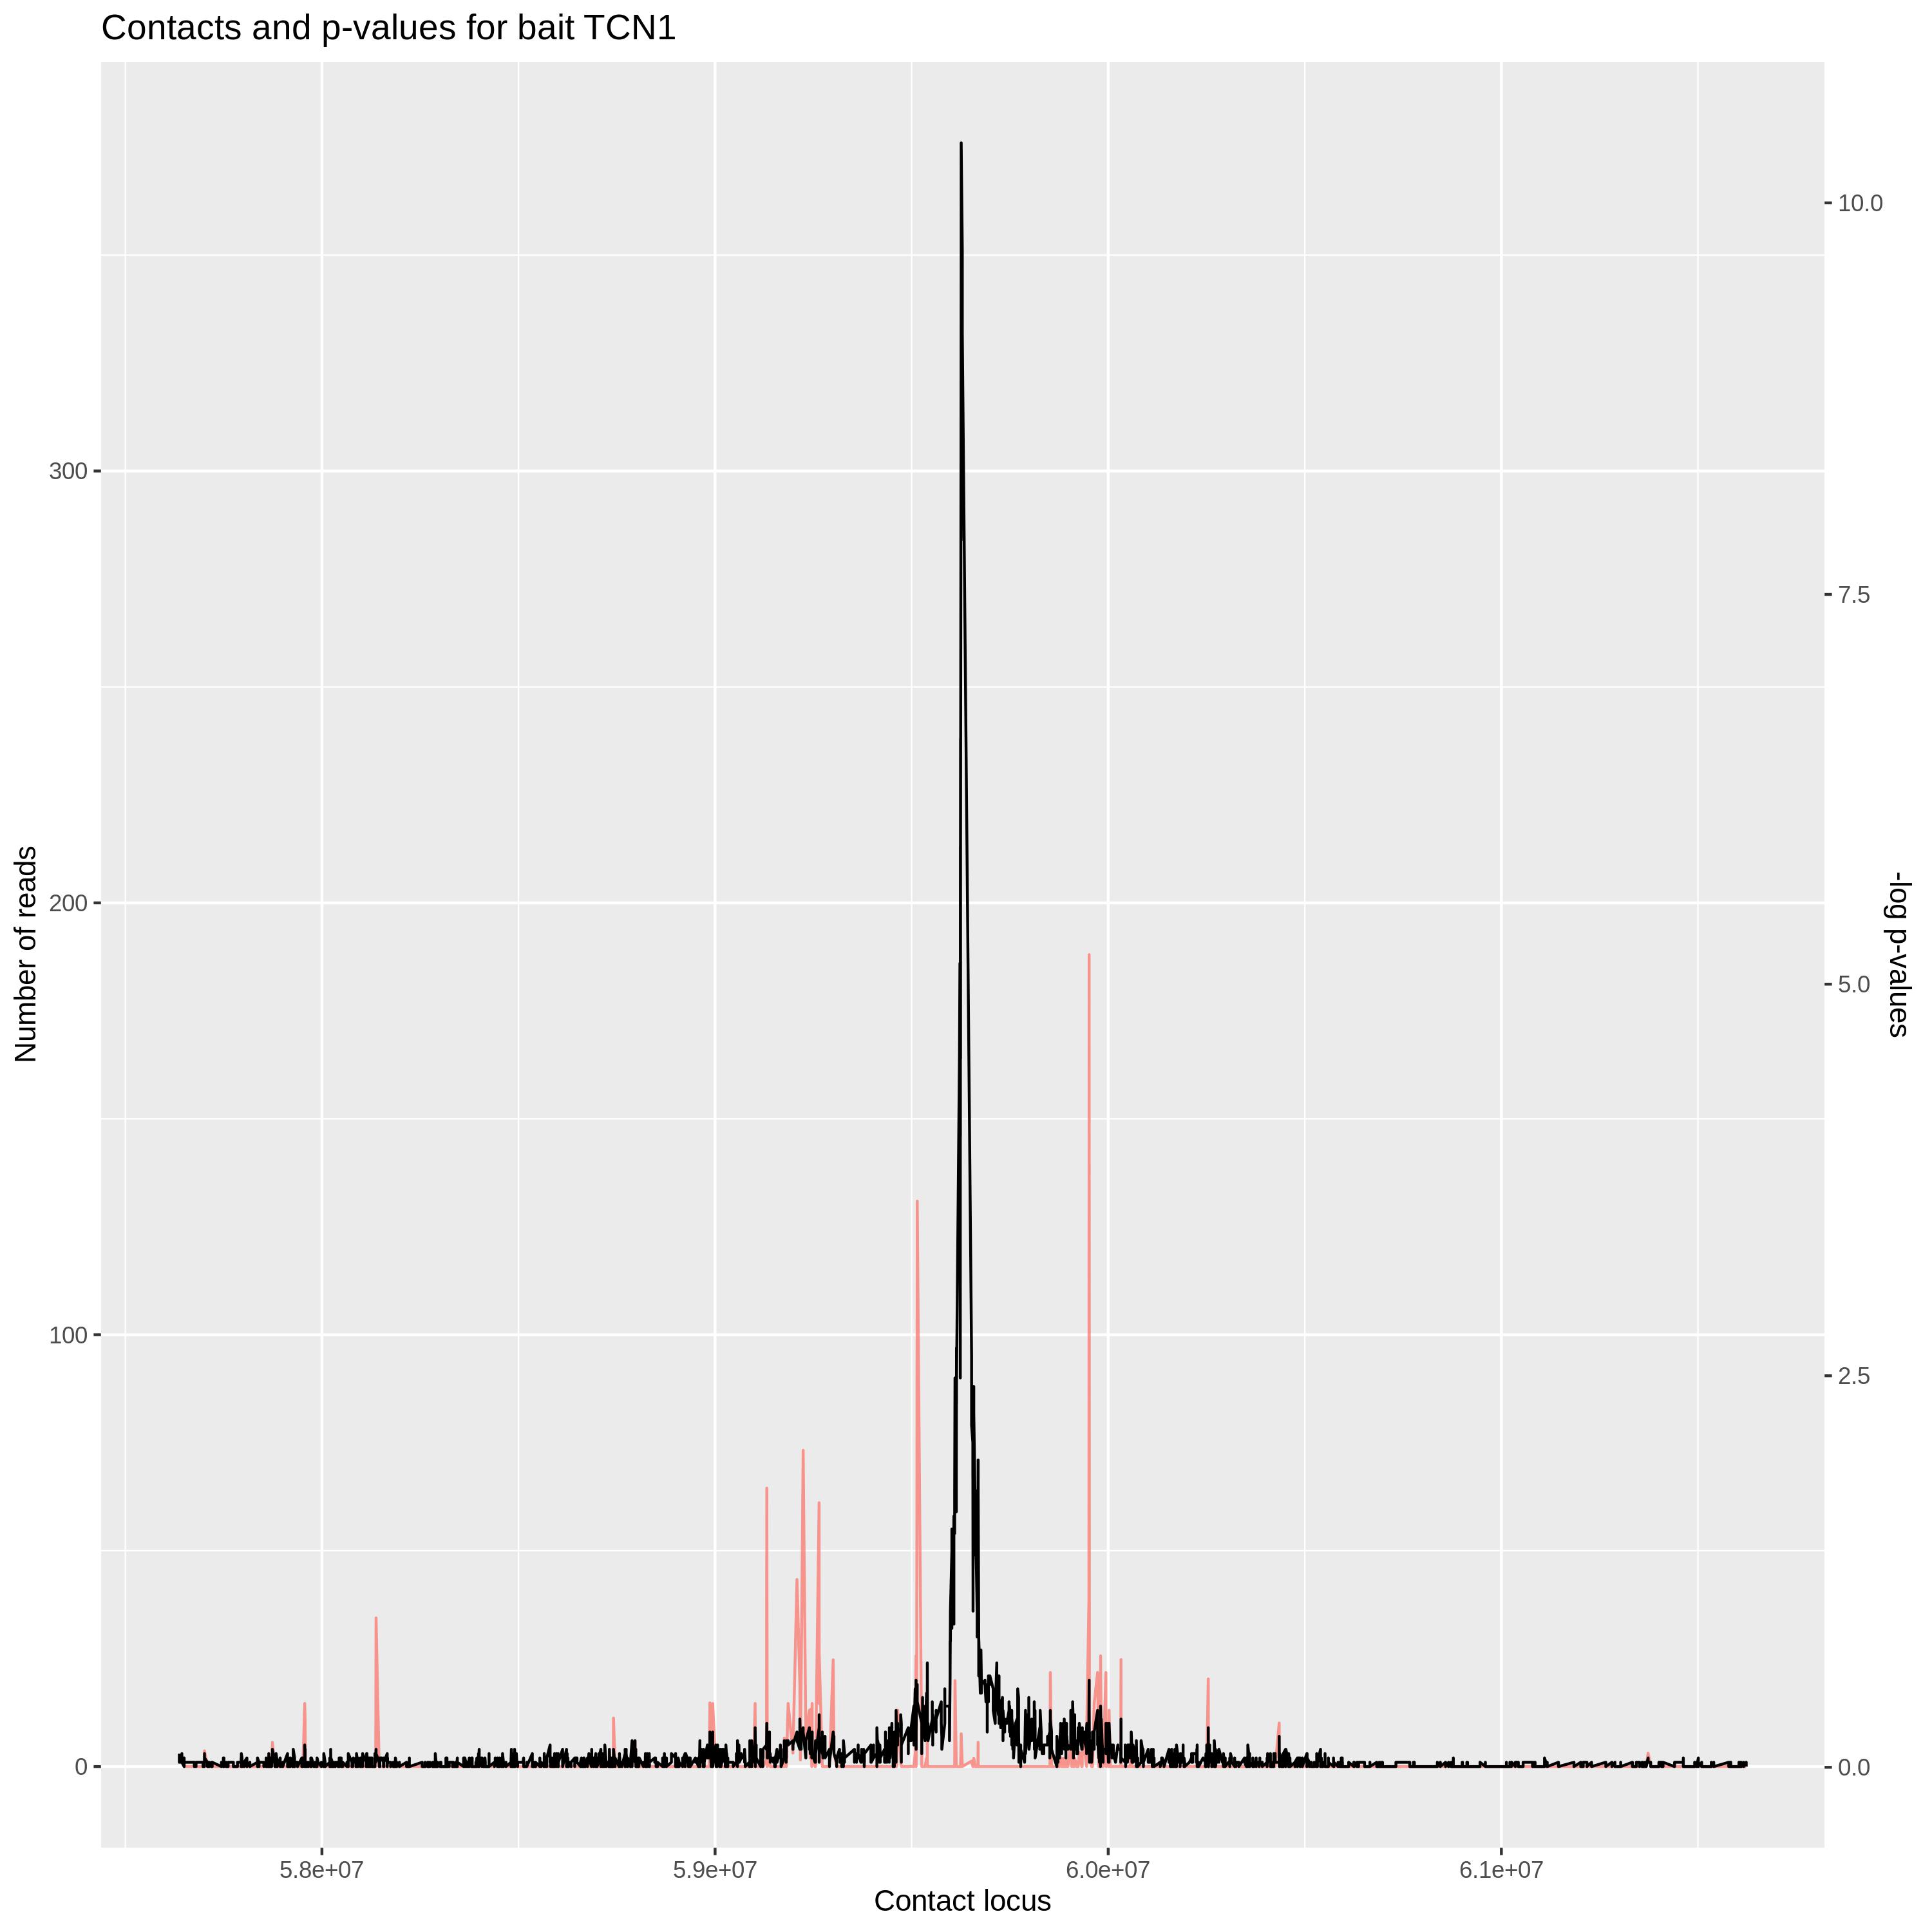 Contacts and p-values for bait TCN1
Number of reads
300
200
100
0
10.0
7.5
5.0
2.5
0.0
-log p-values
5.8e+07
5.9e+07
6.0e+07
6.1e+07
Contact locus